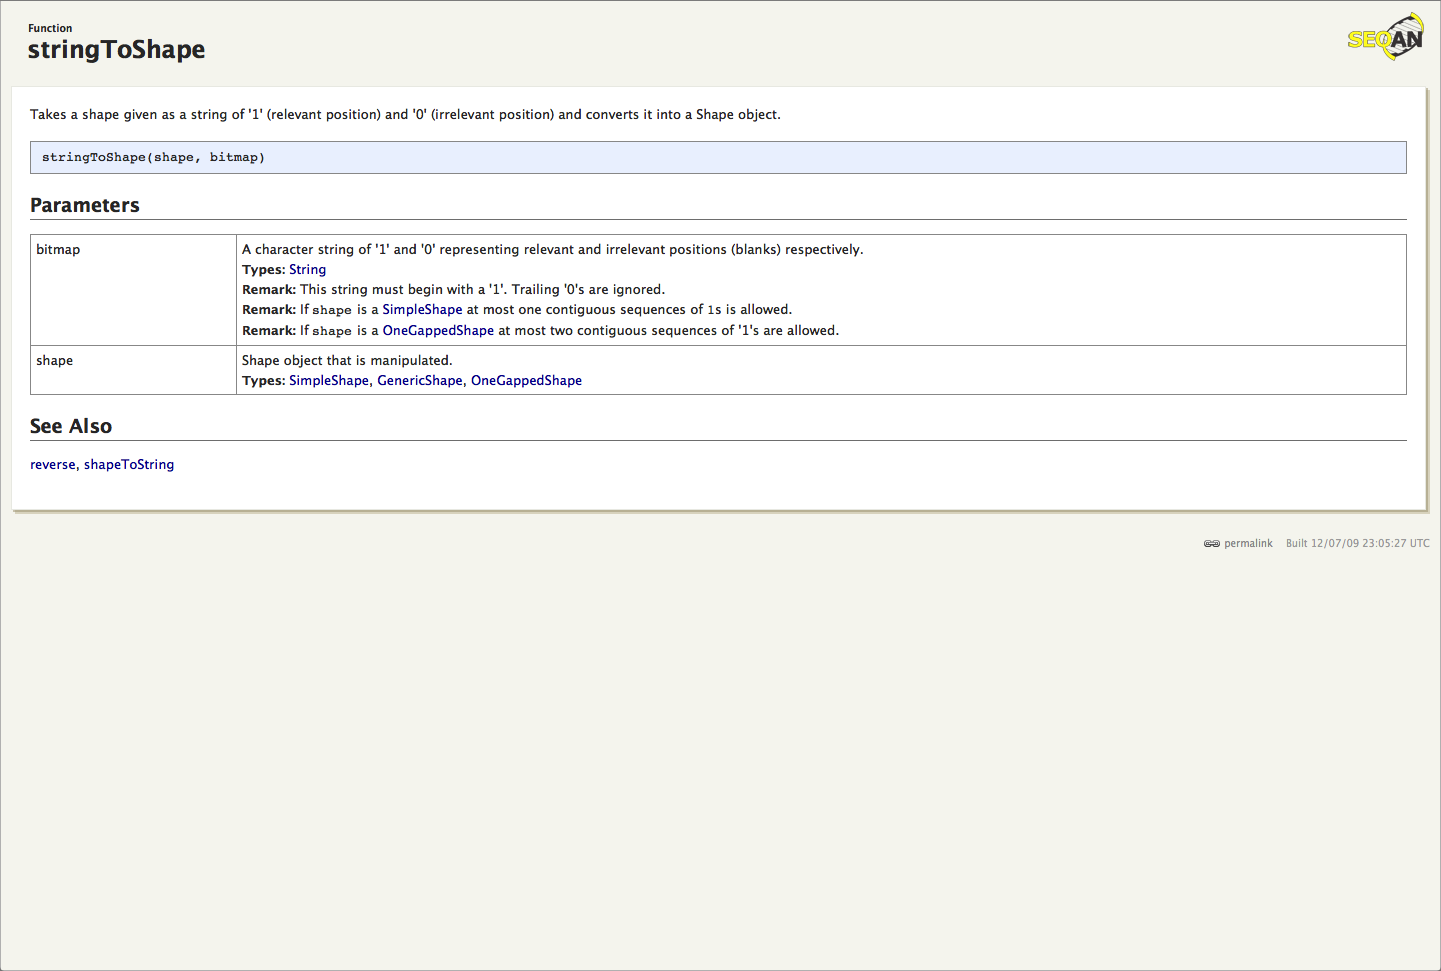 Function
stringToShape
SEQAN
Takes a shape given as a string of '1' (relevant position) and '0' (irrelevant position) and converts it into a Shape object.
stringToShape(shape, bitmap)
Parameters
bitmap
A character string of '1' and '0' representing relevant and irrelevant positions (blanks) respectively.
Types: String
Remark: This string must begin with a '1'. Trailing '0's are ignored.
Remark: If shape is a SimpleShape at most one contiguous sequences of 1s is allowed.
Remark: If shape is a OneGappedShape at most two contiguous sequences of '1's are allowed.
shape
Shape object that is manipulated.
Types: SimpleShape, GenericShape, OneGappedShape
See Also
reverse, shapeToString
permalink Built 12/07/09 23:05:27 UTC